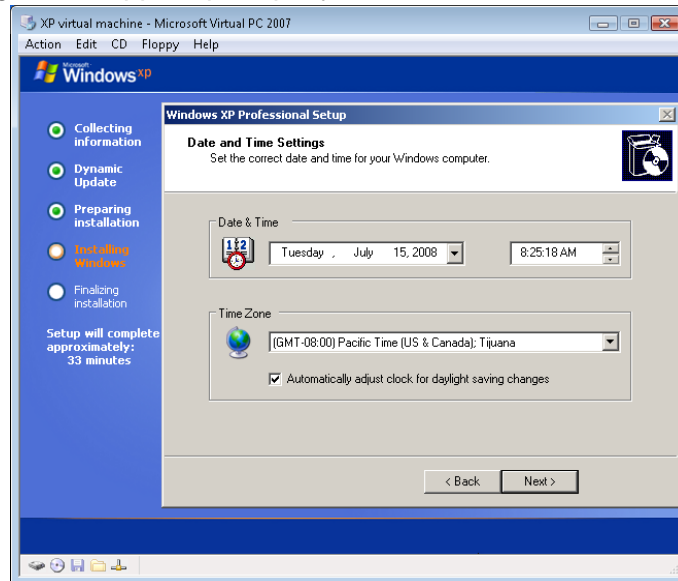 XP virtual machine - Microsoft Virtual PC 2007
Action Edit CD Floppy Help
Microsoft
Windows xp
Collecting
information
Dynamic
Update
Preparing
installation
Installing
Windows
Finalizing
installation
Setup will complete
approximately:
33 minutes
Windows XP Professional Setup
Date and Time Settings
Set the correct date and time for your Windows computer.
Date & Time
Tuesday , July 15, 2008
8:25:18 AM
Time Zone
(GMT-08:00) Pacific Time (US & Canada); Tijuana
Automatically adjust clock for daylight saving changes
< Back Next >